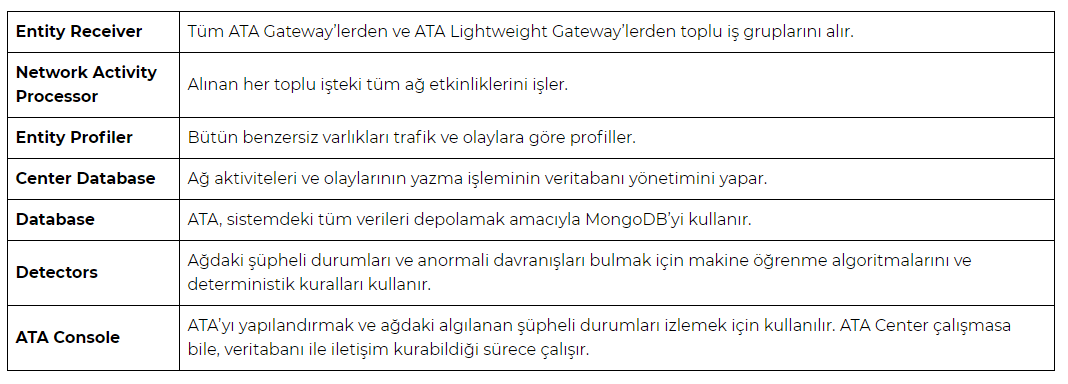 Entity Receiver
Tüm ATA Gateway’lerden ve ATA Lightweight Gateway’lerden toplu iş gruplarını alır.
Network Activity
Processor
Alınan her toplu işteki tüm ağ etkinliklerini işler.
Entity Profiler
Bütün benzersiz varlıkları trafik ve olaylara göre profiller.
Center Database
Ağ aktiviteleri ve olaylarının yazma işleminin veritabanı yönetimini yapar.
Database
ATA, sistemdeki tüm verileri depolamak amacıyla MongoDB’yi kullanır.
Detectors
Ağdaki şüpheli durumları ve anormali davranışları bulmak için makine öğrenme algoritmalarını ve
deterministik kuralları kullanır.
ATA Console
ATA’yı yapılandırmak ve ağdaki algılanan şüpheli durumları izlemek için kullanılır. ATA Center çalışmasa
bile, veritabanı ile iletişim kurabildiği sürece çalışır.